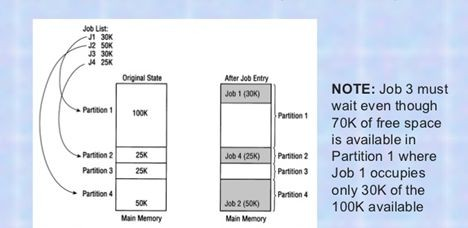 Job List:
J1 30K
J2 50K
J3 30K
J4 25K
Original State
After Job Entry
Partition 1
100K
Job 1 (30K)
Partition 1
Partition 2
25K
Job 4 (25K)
Partition 2
Partition 3
25K
Partition 3
Partition 4
50K
Job 2 (50K)
Partition 4
Main Memory
Main Memory
NOTE: Job 3 must
wait even though
70K of free space
is available in
Partition 1 where
Job 1 occupies
only 30K of the
100K available